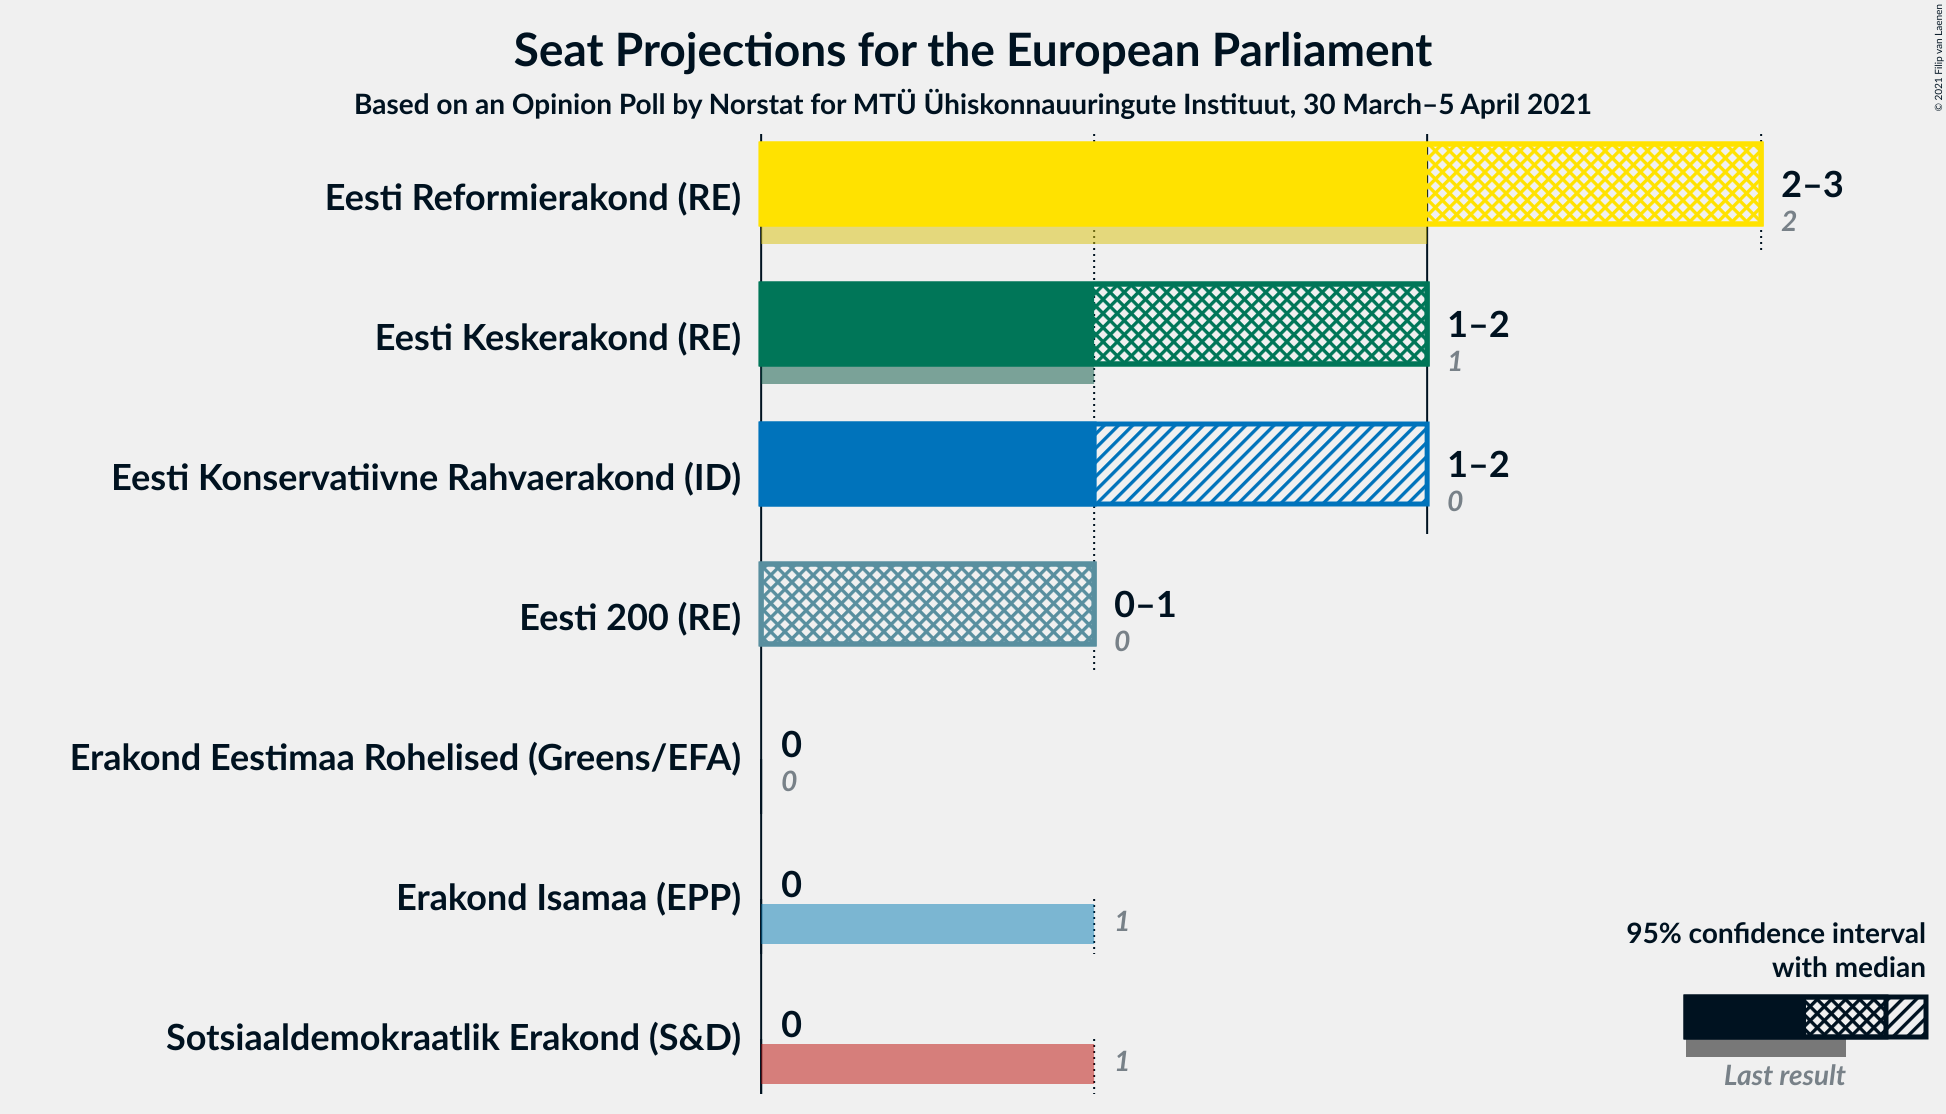 Seat Projections for the European Parliament
Based on an Opinion Poll by Norstat for MTÜ Ühiskonnauuringute Instituut, 30 March–5 April 2021
© 2021 Filip van Laenen
Eesti Reformierakond (RE)
2–3
2
Eesti Keskerakond (RE)
1–2
1
Eesti Konservatiivne Rahvaerakond (ID)
1–2
0
Eesti 200 (RE)
0–1
0
Erakond Eestimaa Rohelised (Greens/EFA)
0
0
Erakond Isamaa (EPP)
0
1
Sotsiaaldemokraatlik Erakond (S&D)
0
1
95% confidence interval
with median
Last result